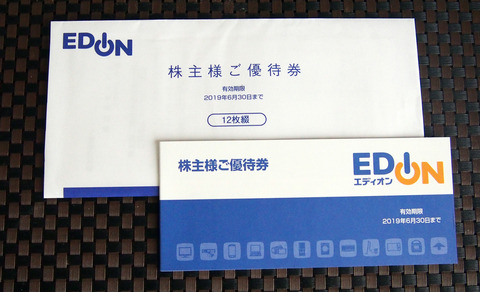 EDION
株主様ご優待券
有効期限
2019年6月30日まで
12枚綴
株主様ご優待券
EDION
エディオン
有効期限
2019年6月30日まで